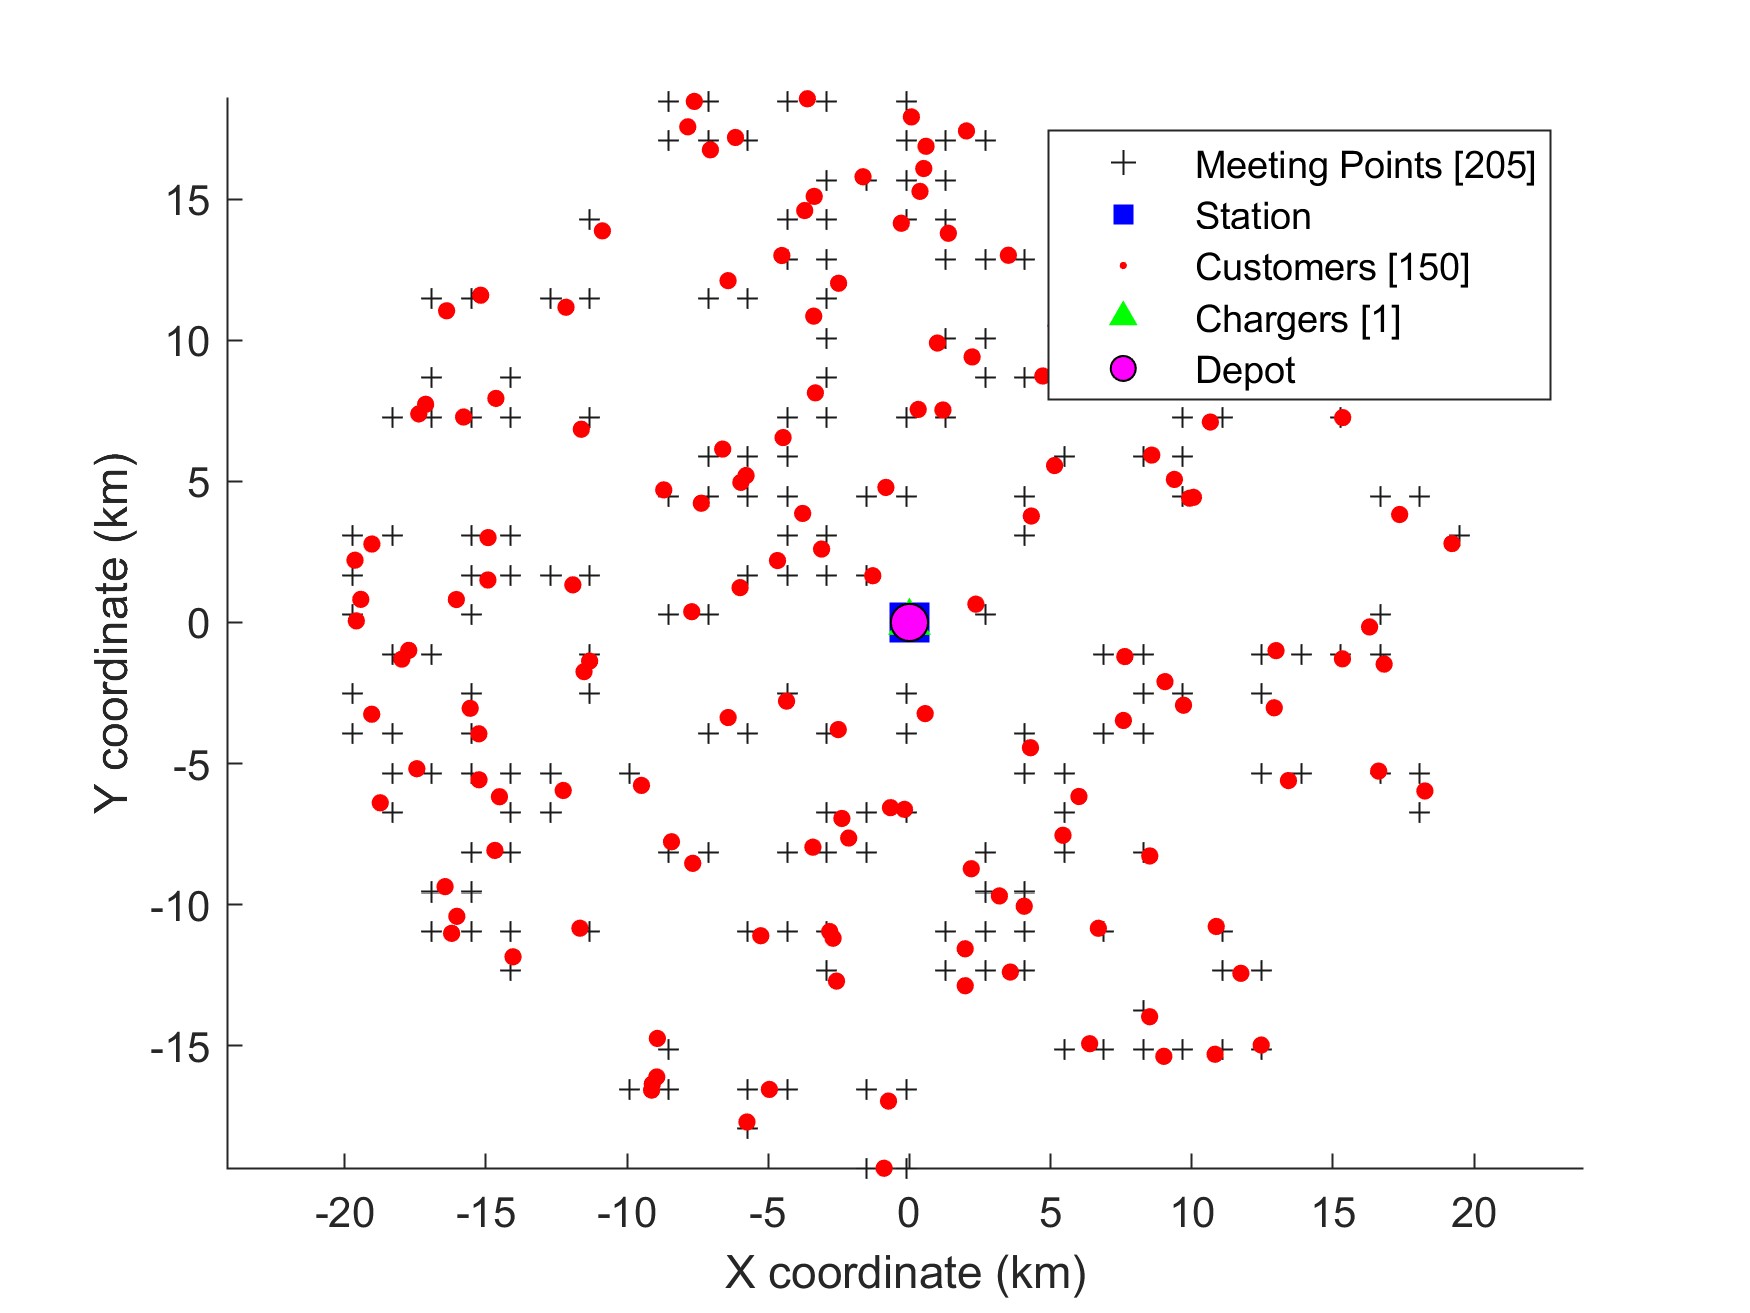 15
10
5
0
-5
-10
-15
Y coordinate (km)
Meeting Points [205]
Station
Customers [150]
Chargers [1]
Depot
-20 -15 -10 -5 0 5 10 15 20
X coordinate (km)